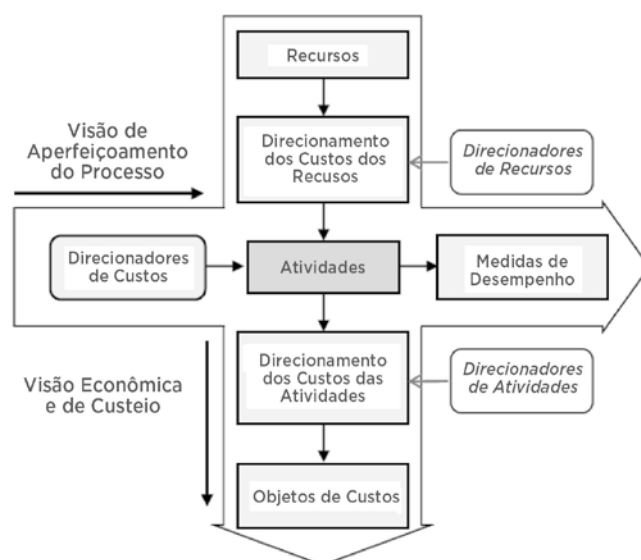 Recursos
Visão de
Aperfeiçoamento
do Processo
Direcionamento
dos Custos dos
Recusos
Direcionadores
de Recursos
Direcionadores
de Custos
Atividades
Medidas de
Desempenho
Visão Econômica
e de Custeio
Direcionamento
dos Custos das
Atividades
Direcionadores
de Atividades
Objetos de Custos